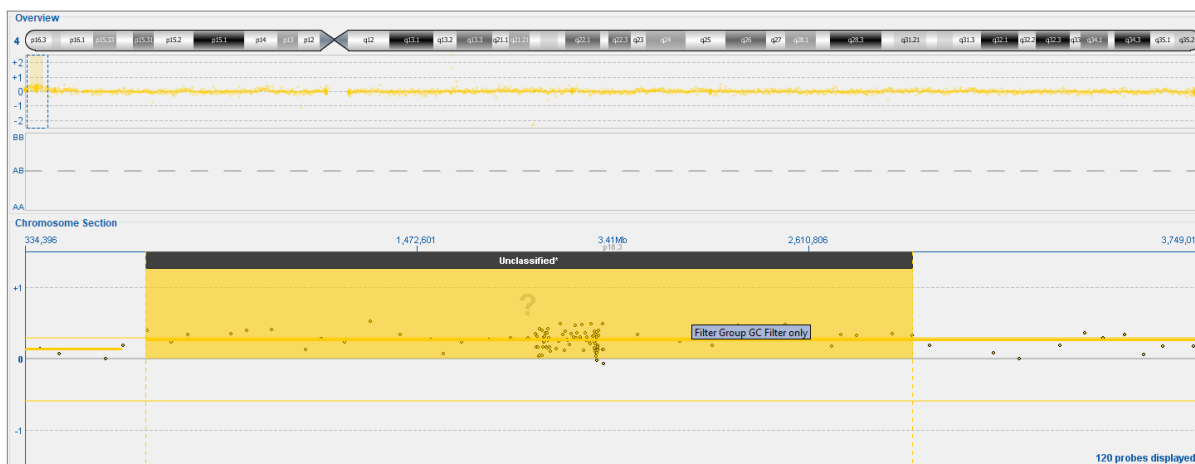 Overview
4
p16.3 p16.1 p15.33 p15.31 p15.2 p15.1 p14 p13 p12 q12 q13.1 q13.2 q13.3 q21.1 q21.21 q22.1 q22.3 q23 q24 q25 q26 q27 q28.1 q28.3 q31.21 q31.3 q32.1 q32.2 q32.3 q33 q34.1 q34.3 q35.1 q35.2
+2
+1
0
-1
-2
BB
AB
AA
Chromosome Section
334,396 1,472,601 3.41Mb 2,610,806 3,749,01
p16.3
Unclassified*
+1
?
Filter Group GC Filter only
0
-1
120 probes displayed